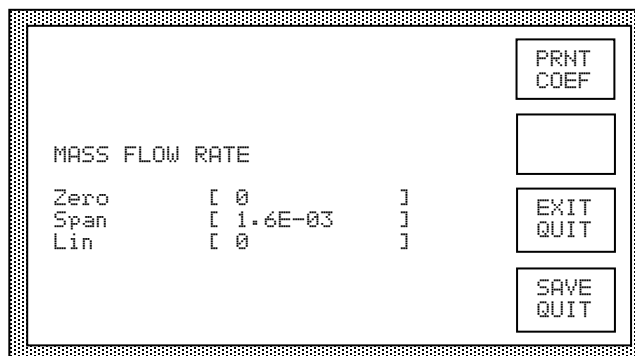 PRNT
COEF
MASS FLOW RATE
Zero [ 0 ]
Span [ 1.6E-03 ]
Lin [ 0 ]
EXIT
QUIT
SAVE
QUIT